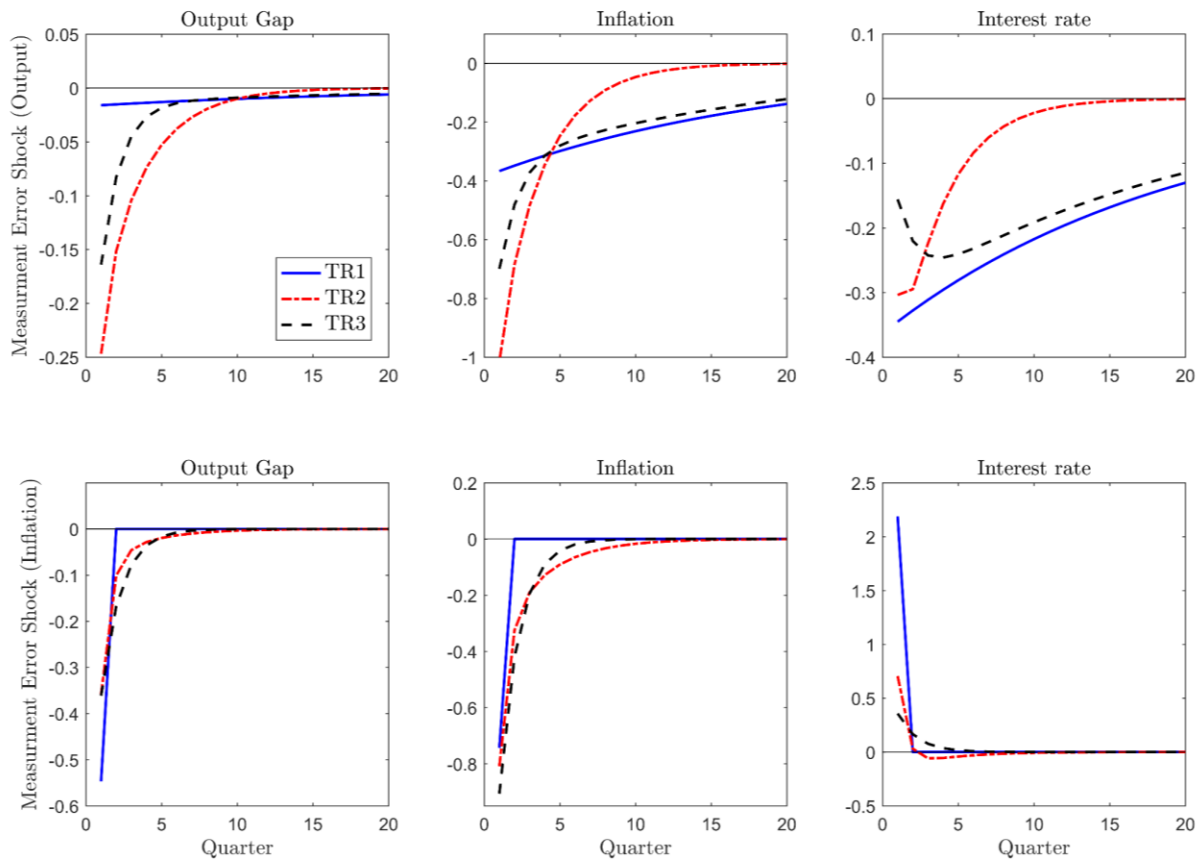 Output Gap
Inflation
Interest rate
Measurment Error Shock (Output)
0.05
0
-0.05
-0.1
-0.15
-0.2
-0.25
0 5 10 15 20
TR1
TR2
TR3
0
-0.2
-0.4
-0.6
-0.8
-1
0 5 10 15 20
0.1
0
-0.1
-0.2
-0.3
-0.4
0 5 10 15 20
Output Gap
Inflation
Interest rate
Measurment Error Shock (Inflation)
0
-0.1
-0.2
-0.3
-0.4
-0.5
-0.6
0 5 10 15 20
Quarter
0.2
0
-0.2
-0.4
-0.6
-0.8
0 5 10 15 20
Quarter
2.5
2
1.5
1
0.5
0
-0.5
0 5 10 15 20
Quarter